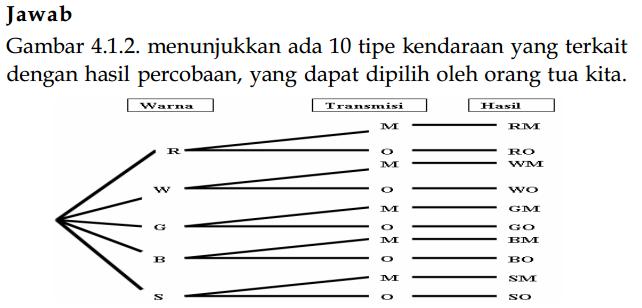 Jawab
Gambar 4.1.2. menunjukkan ada 10 tipe kendaraan yang terkait
dengan hasil percobaan, yang dapat dipilih oleh orang tua kita.
Warna Transmisi Hasil
M RM
R O RO
M WM
W O WO
M GM
G O GO
M BM
B O BO
M SM
S O SO